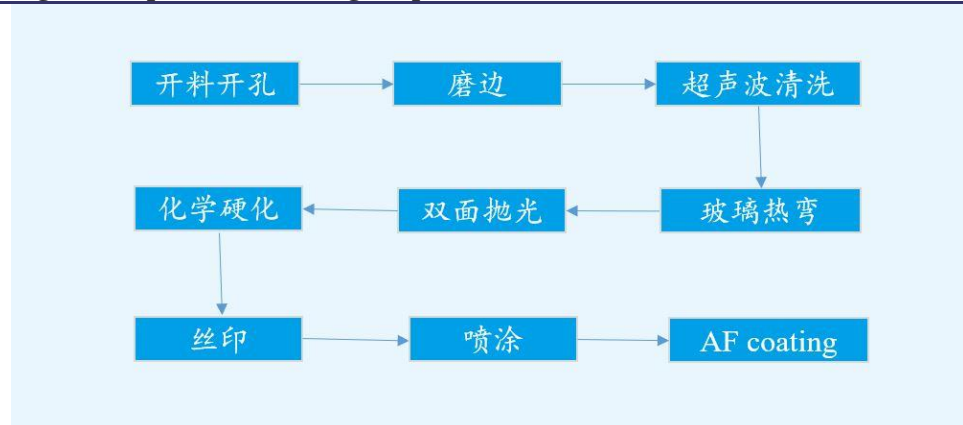 开料开孔
磨边
超声波清洗
玻璃热弯
双面抛光
化学硬化
丝印
喷涂
AF coating